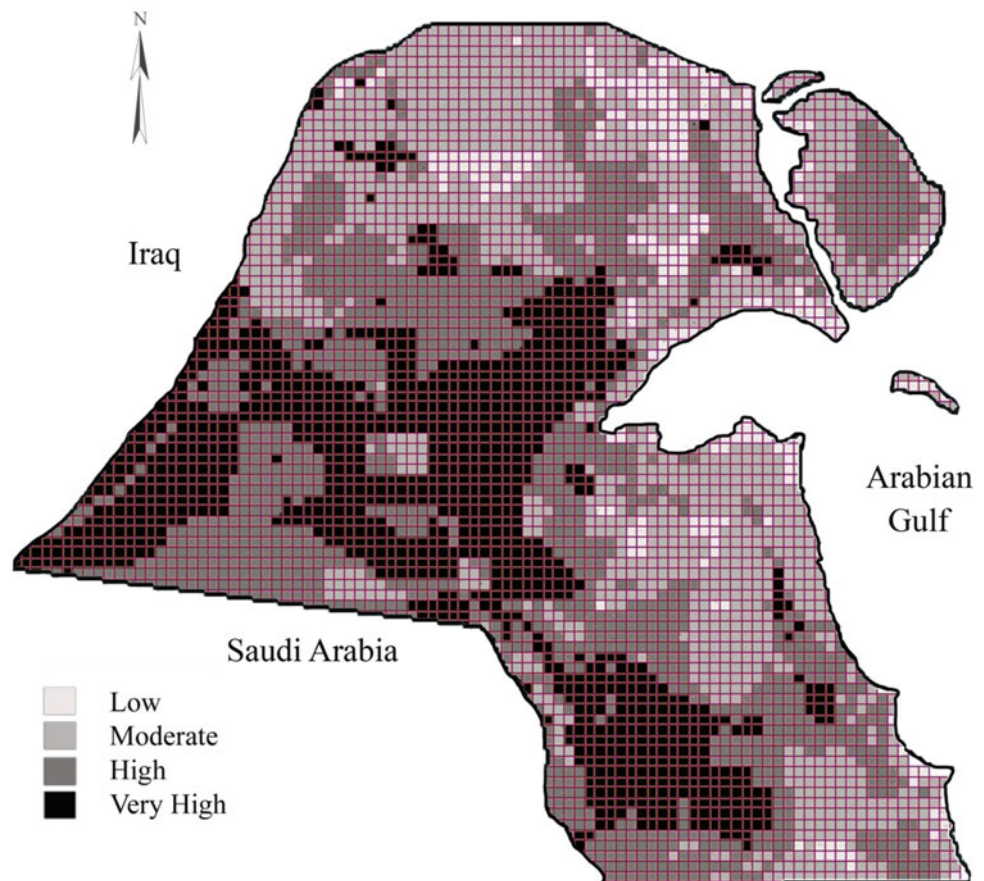 N
Iraq
Arabian
Gulf
Saudi Arabia
Low
Moderate
High
Very High